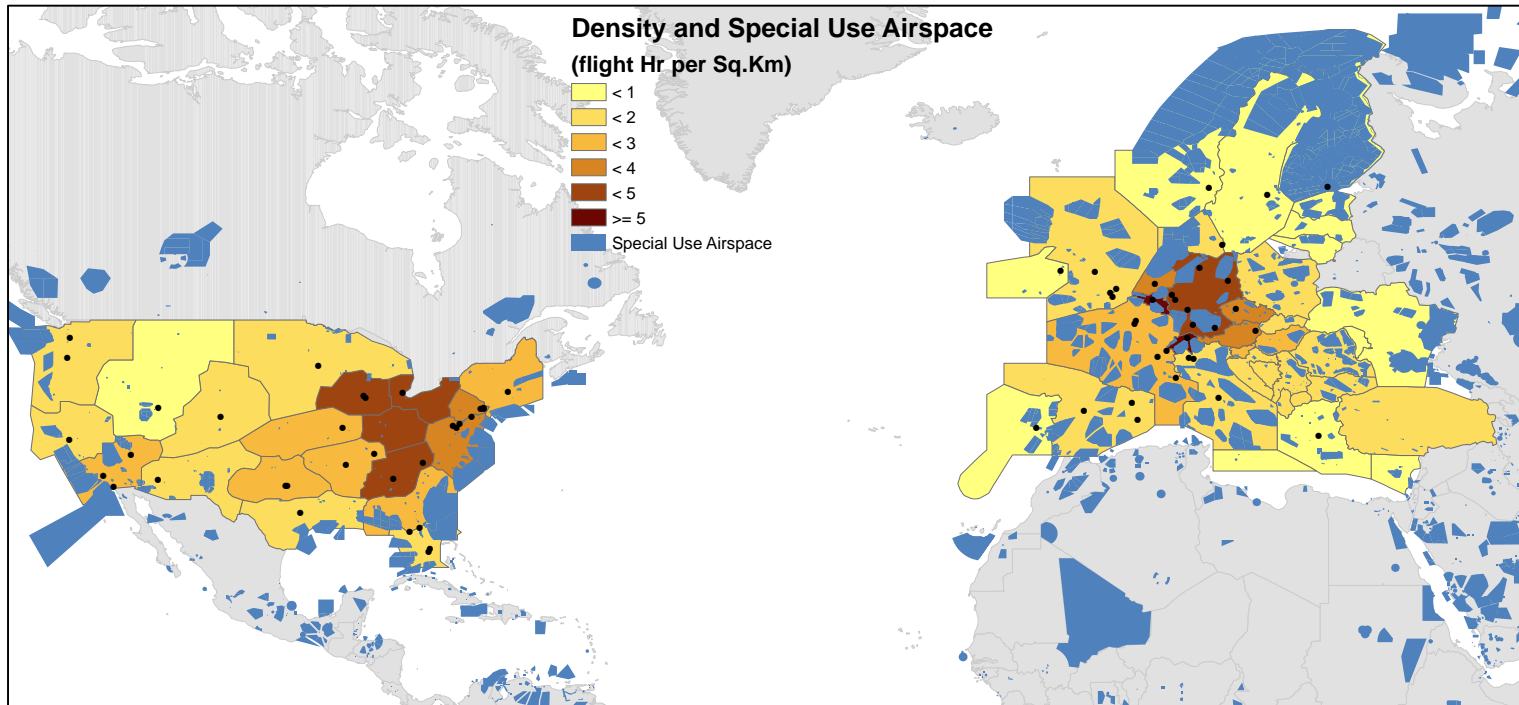 Density and Special Use Airspace
(flight Hr per Sq.Km)
< 1
< 2
< 3
< 4
< 5
>= 5
Special Use Airspace